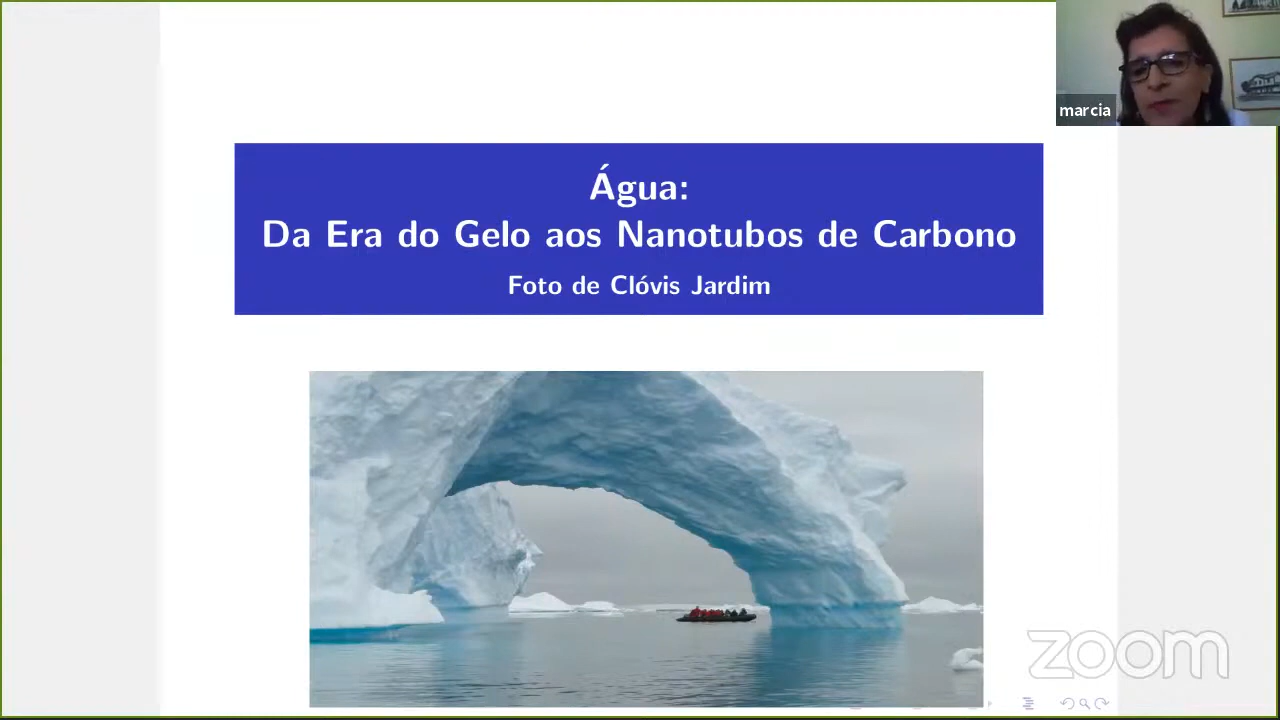 Água:
Da Era do Gelo aos Nanotubos de Carbono
Foto de Clóvis Jardim
marcia
zoom